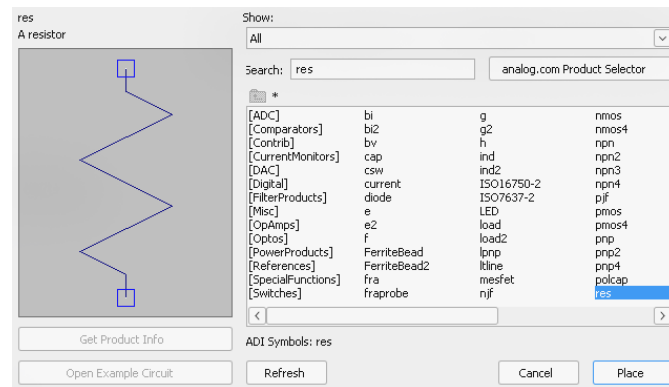 res
A resistor
Show:
All
Search: res
analog.com Product Selector
*
[ADC] bi g nmos
[Comparators] bi2 g2 nmos4
[Contrib] bv h npn
[CurrentMonitors] cap ind npn2
[DAC] csw ind2 npn3
[Digital] current ISO16750-2 npn4
[FilterProducts] diode ISO7637-2 pjf
[Misc] e LED pmos
[OpAmps] e2 load pmos4
[Optos] f load2 pnp
[PowerProducts] FerriteBead lpnp pnp2
[References] FerriteBead2 ltline pnp4
[SpecialFunctions] fra mesfet polcap
[Switches] fraprobe njf res
Get Product Info
ADI Symbols: res
Open Example Circuit
Refresh
Cancel
Place